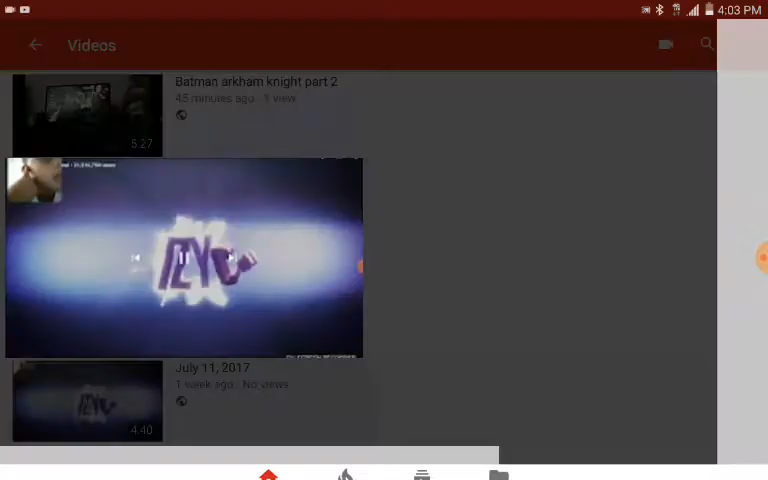 4:03 PM
Videos
Batman arkham knight part 2
45 minutes ago · 1 view
5:27
July 11, 2017
1 week ago · No views
4:40